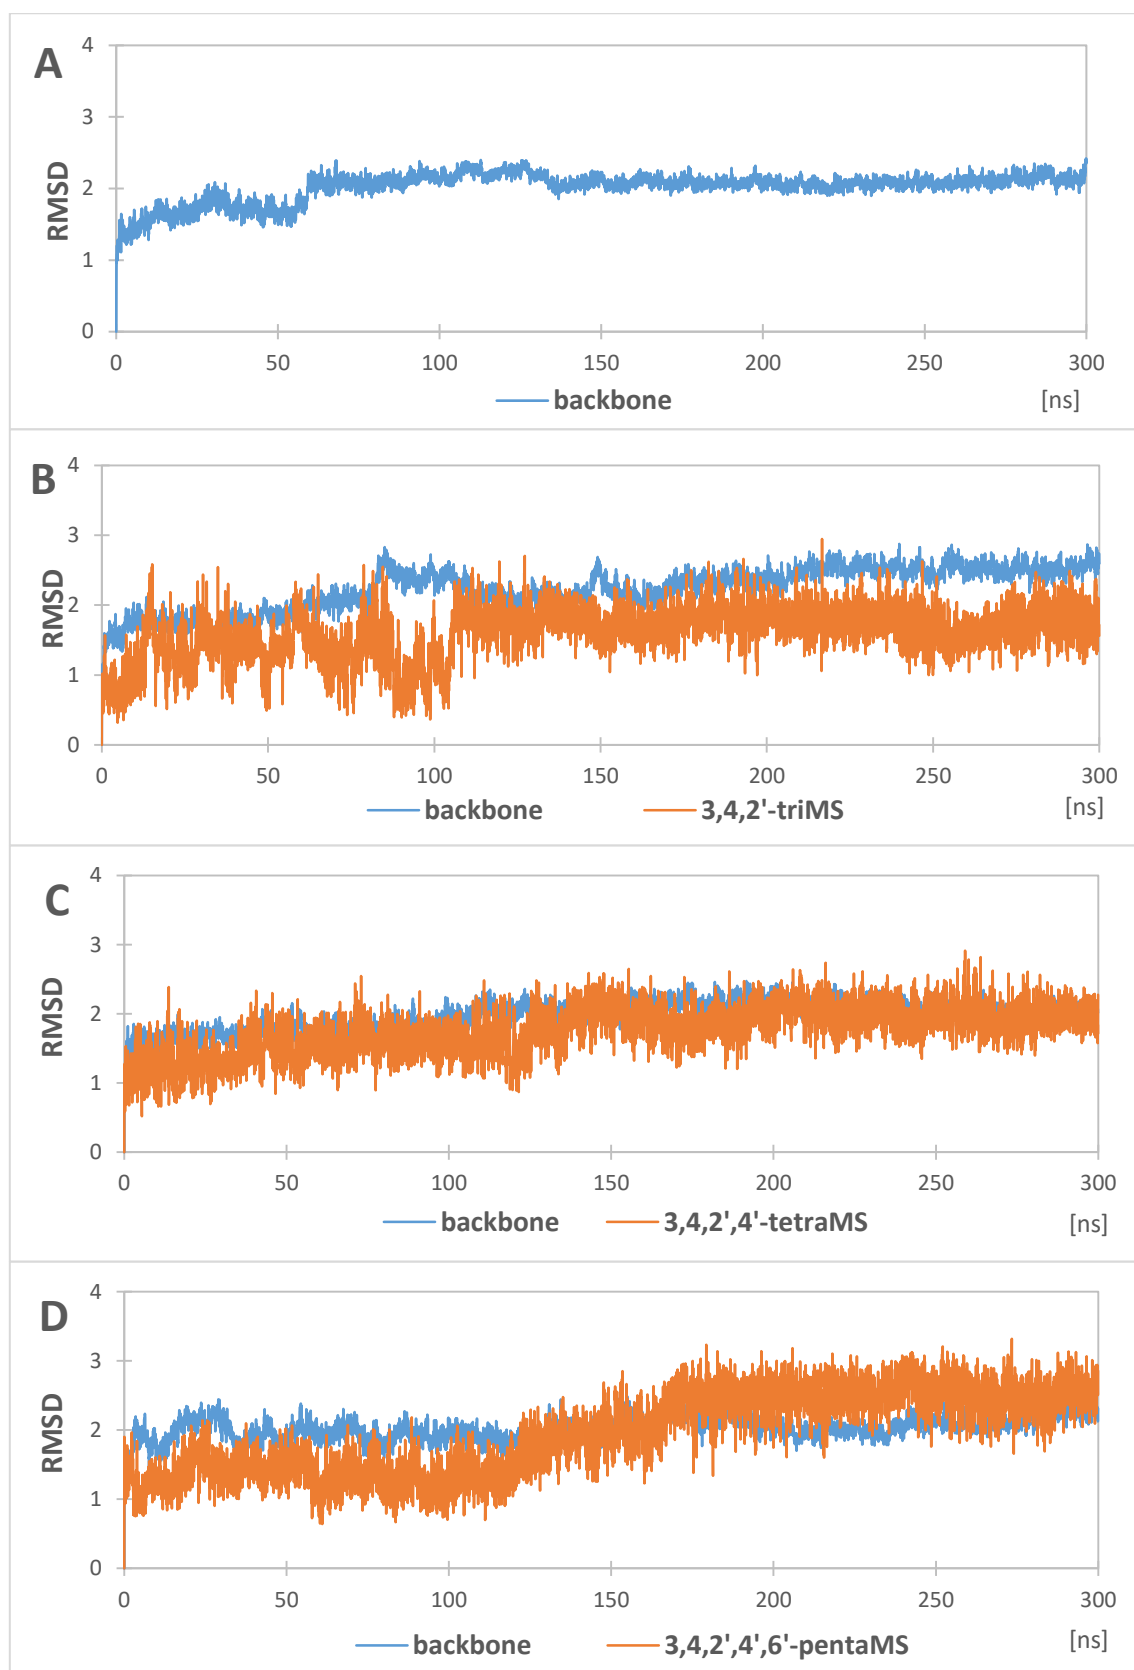 A
4
3
2
1
0
RMSD
0 50 100 150 200 250 300
backbone [ns]
B
4
3
2
1
0
RMSD
0 50 100 150 200 250 300
backbone 3,4,2'-triMS [ns]
C
4
3
2
1
0
RMSD
0 50 100 150 200 250 300
backbone 3,4,2',4'-tetraMS [ns]
D
4
3
2
1
0
RMSD
0 50 100 150 200 250 300
backbone 3,4,2',4',6'-pentaMS [ns]